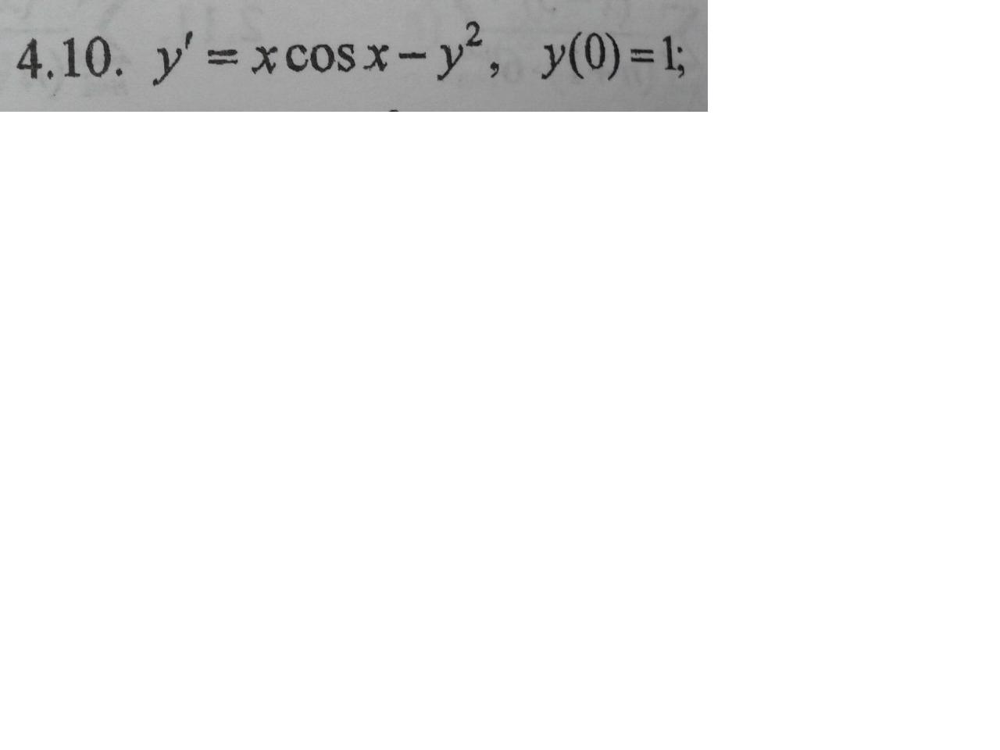 4.10. y' = x cos x − y², y(0) = 1;